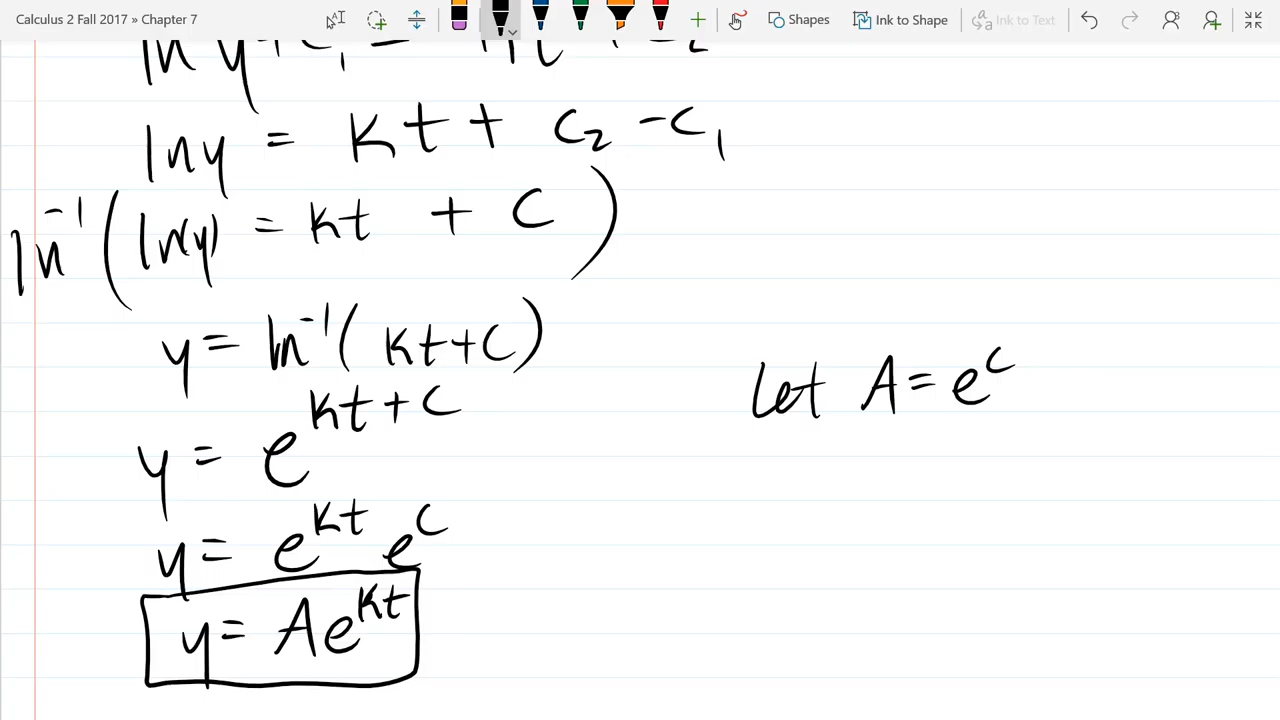 Calculus 2 Fall 2017 » Chapter 7
Shapes
Ink to Shape
Ink to Text
ln y = kt + c₂ - c₁
ln⁻¹(ln(y) = kt + c)
y = ln⁻¹(kt+c)
Let A = eᶜ
y = e^(kt+c)
y = e^(kt) e^c
y = Ae^(kt)